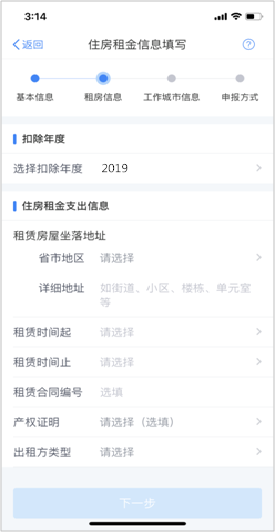 3:14
返回
住房租金信息填写
?
基本信息 租房信息 工作城市信息 申报方式
扣除年度
选择扣除年度 2019
住房租金支出信息
租赁房屋坐落地址
省市地区 请选择
详细地址 如街道、小区、楼栋、单元室
等
租赁时间起 请选择
租赁时间止 请选择
租赁合同编号 选填
产权证明 请选择（选填）
出租方类型 请选择
下一步